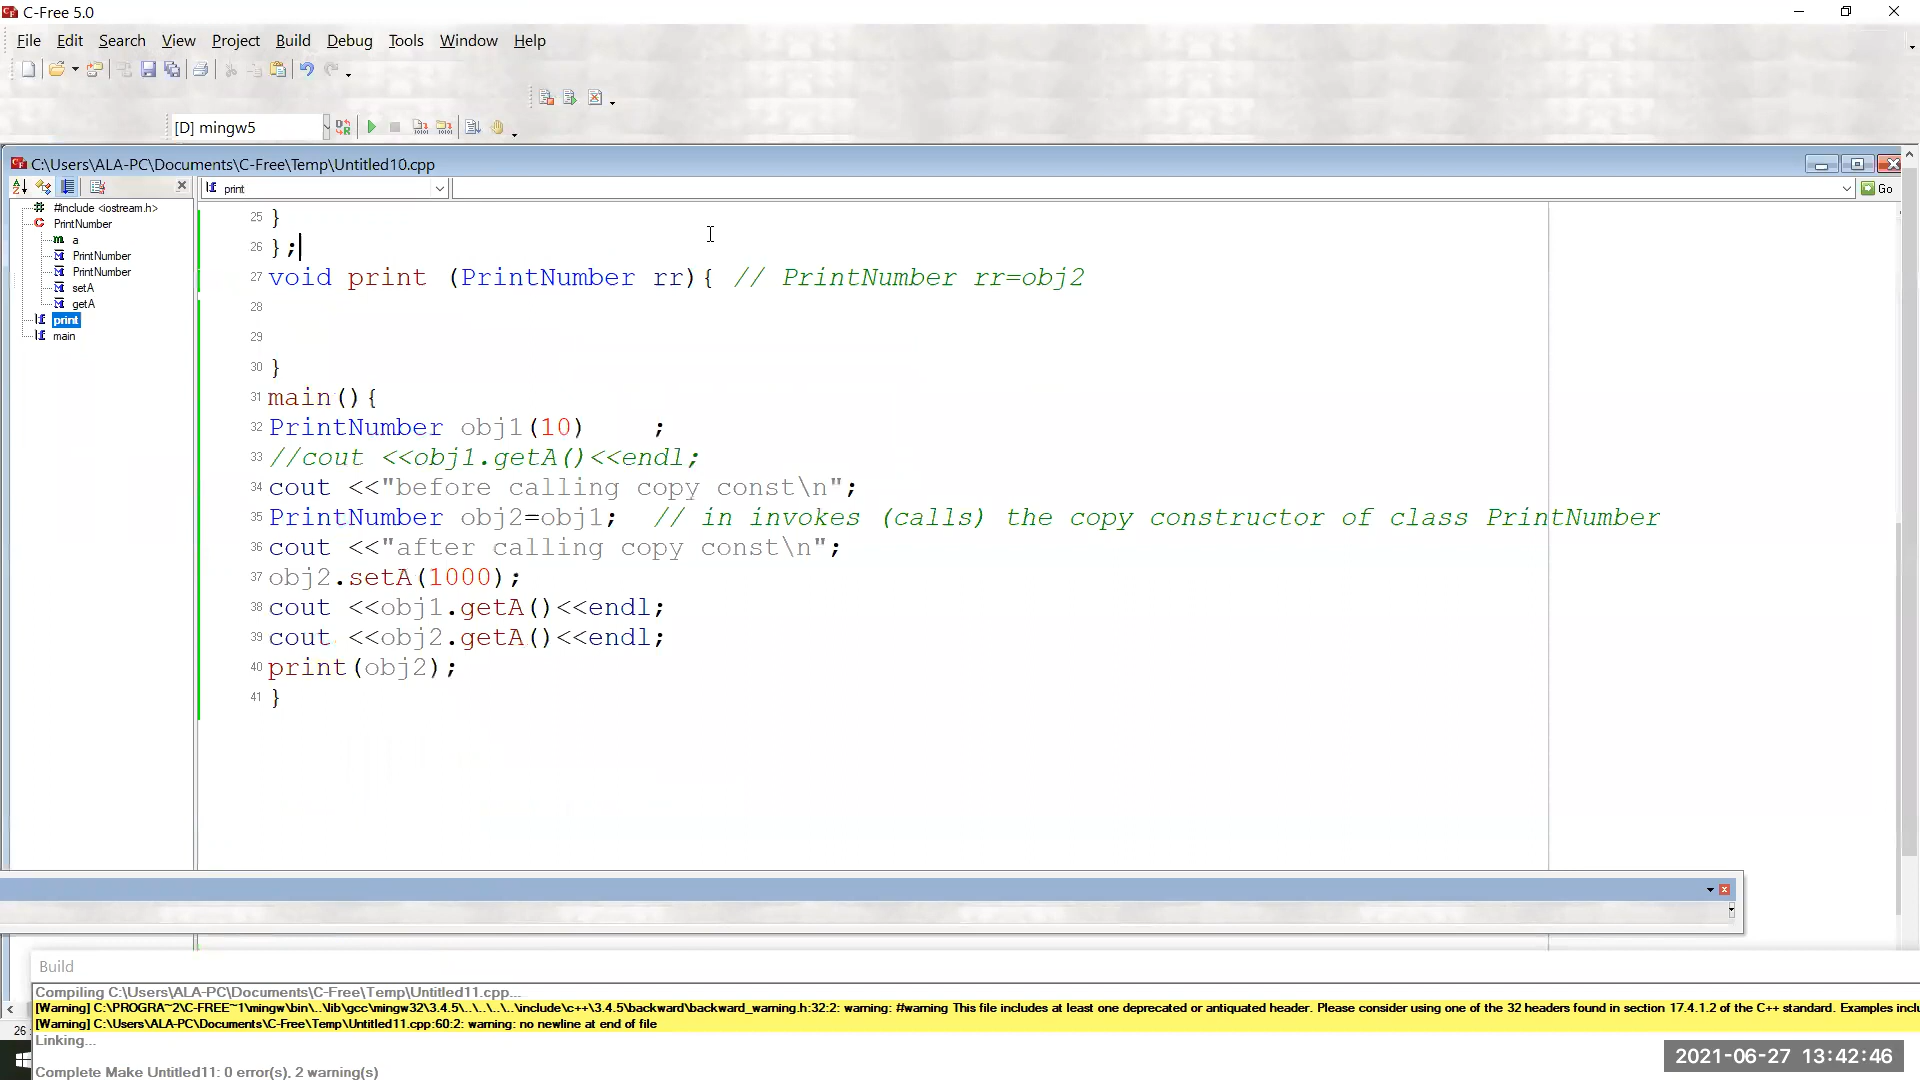 C-Free 5.0
File Edit Search View Project Build Debug Tools Window Help
[D] mingw5
C:\Users\ALA-PC\Documents\C-Free\Temp\Untitled10.cpp
print
Go
#include <iostream.h>
PrintNumber
a
PrintNumber
PrintNumber
setA
getA
print
main
25 }
26 };
27 void print (PrintNumber rr){ // PrintNumber rr=obj2
28
29
30 }
31 main(){
32 PrintNumber obj1(10) ;
33 //cout <<obj1.getA()<<endl;
34 cout <<"before calling copy const\n";
35 PrintNumber obj2=obj1; // in invokes (calls) the copy constructor of class PrintNumber
36 cout <<"after calling copy const\n";
37 obj2.setA(1000);
38 cout <<obj1.getA()<<endl;
39 cout <<obj2.getA()<<endl;
40 print(obj2);
41 }
Build
Compiling C:\Users\ALA-PC\Documents\C-Free\Temp\Untitled11.cpp...
[Warning] C:\PROGRA~2\C-FREE~1\mingw\bin\..\lib\gcc\mingw32\3.4.5\..\..\..\..\include\c++\3.4.5\backward\backward_warning.h:32:2: warning: #warning This file includes at least one deprecated or antiquated header. Please consider using one of the 32 headers found in section 17.4.1.2 of the C++ standard. Examples inclu
[Warning] C:\Users\ALA-PC\Documents\C-Free\Temp\Untitled11.cpp:60:2: warning: no newline at end of file
26
Linking...
2021-06-27 13:42:46
Complete Make Untitled11: 0 error(s), 2 warning(s)